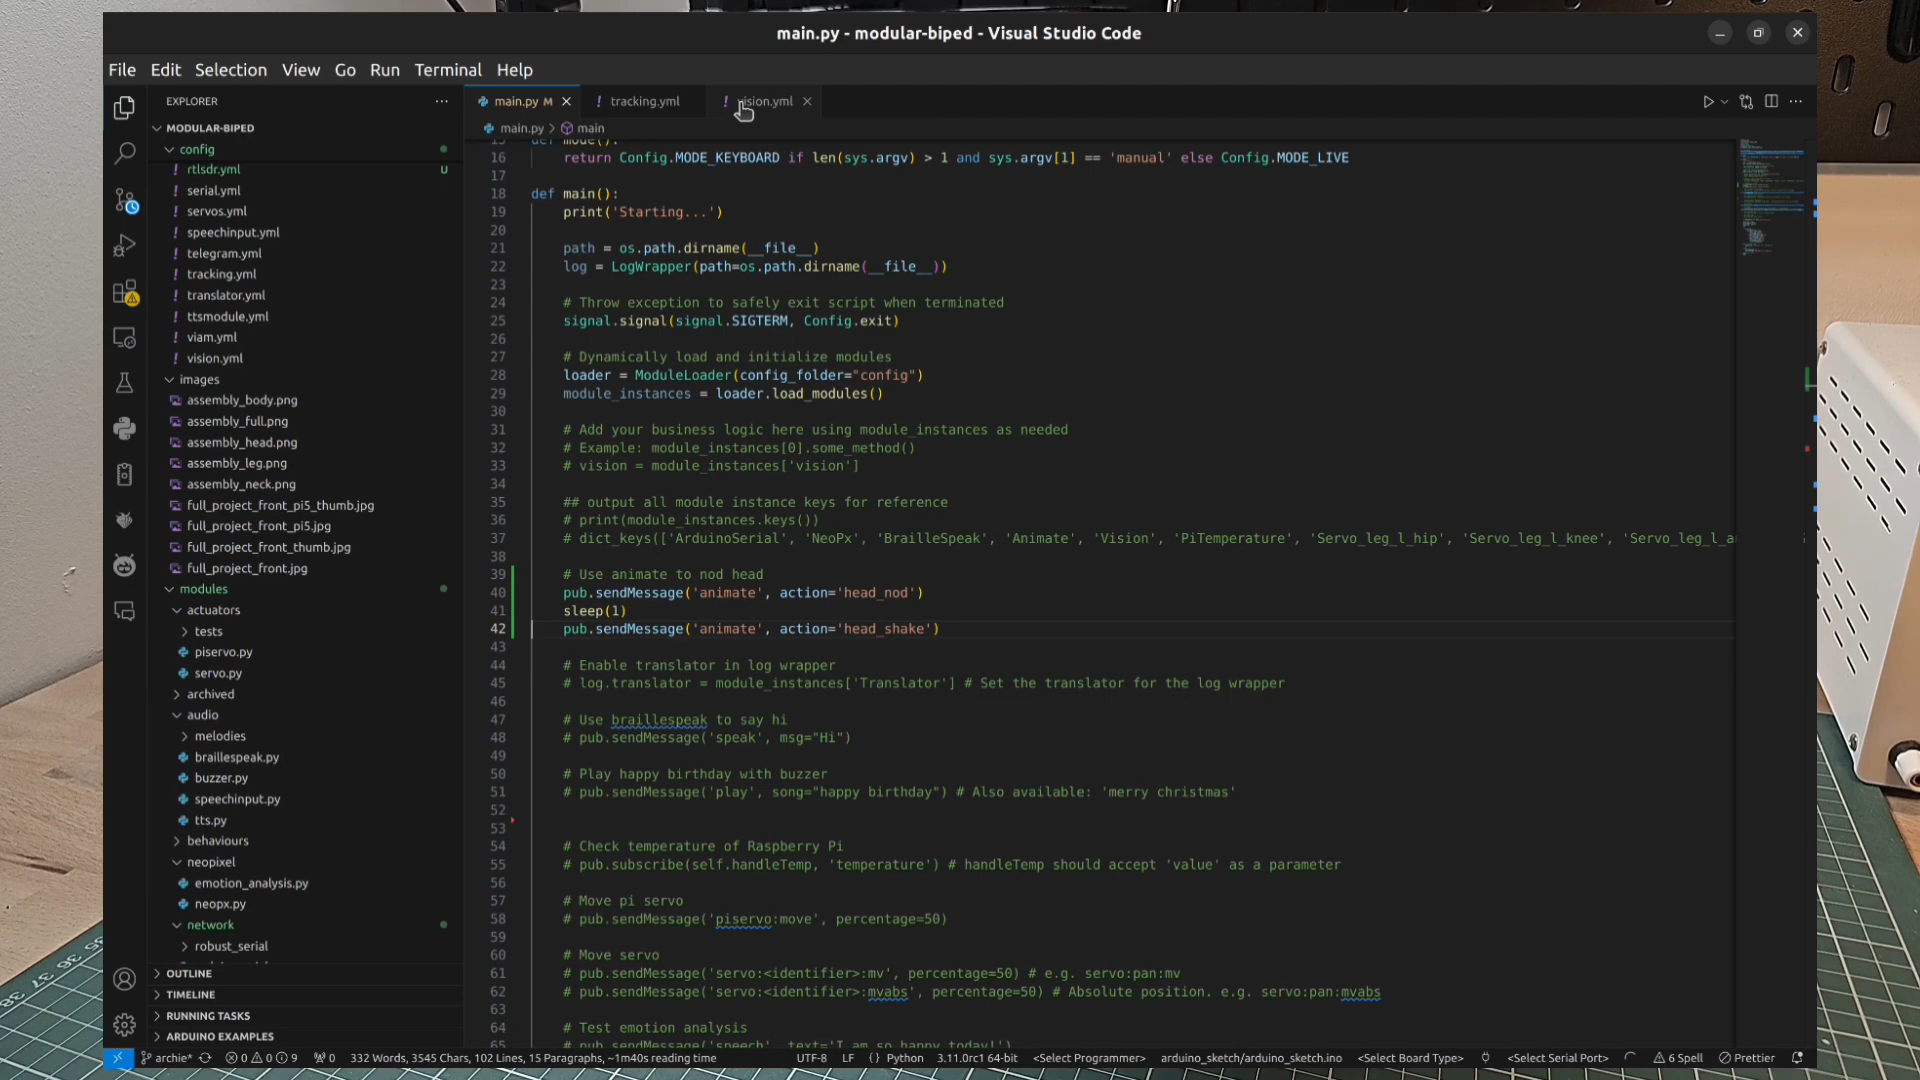 main.py - modular-biped - Visual Studio Code
File Edit Selection View Go Run Terminal Help
EXPLORER
MODULAR-BIPED
config
rtlsdr.yml U
serial.yml
servos.yml
speechinput.yml
telegram.yml
tracking.yml
translator.yml
ttsmodule.yml
viam.yml
vision.yml
images
assembly_body.png
assembly_full.png
assembly_head.png
assembly_leg.png
assembly_neck.png
full_project_front_pi5_thumb.jpg
full_project_front_pi5.jpg
full_project_front_thumb.jpg
full_project_front.jpg
modules
actuators
tests
piservo.py
servo.py
archived
audio
melodies
braillespeak.py
buzzer.py
speechinput.py
tts.py
behaviours
neopixel
emotion_analysis.py
neopx.py
network
robust_serial
OUTLINE
TIMELINE
RUNNING TASKS
ARDUINO EXAMPLES
main.py M
tracking.yml
vision.yml
main.py > main
15 def mode():
16 return Config.MODE_KEYBOARD if len(sys.argv) > 1 and sys.argv[1] == 'manual' else Config.MODE_LIVE
17
18 def main():
19 print('Starting...')
20
21 path = os.path.dirname(__file__)
22 log = LogWrapper(path=os.path.dirname(__file__))
23
24 # Throw exception to safely exit script when terminated
25 signal.signal(signal.SIGTERM, Config.exit)
26
27 # Dynamically load and initialize modules
28 loader = ModuleLoader(config_folder="config")
29 module_instances = loader.load_modules()
30
31 # Add your business logic here using module_instances as needed
32 # Example: module_instances[0].some_method()
33 # vision = module_instances['vision']
34
35 ## output all module instance keys for reference
36 # print(module_instances.keys())
37 # dict_keys(['ArduinoSerial', 'NeoPx', 'BrailleSpeak', 'Animate', 'Vision', 'PiTemperature', 'Servo_leg_l_hip', 'Servo_leg_l_knee', 'Servo_leg_l_a
38
39 # Use animate to nod head
40 pub.sendMessage('animate', action='head_nod')
41 sleep(1)
42 pub.sendMessage('animate', action='head_shake')
43
44 # Enable translator in log wrapper
45 # log.translator = module_instances['Translator'] # Set the translator for the log wrapper
46
47 # Use braillespeak to say hi
48 # pub.sendMessage('speak', msg="Hi")
49
50 # Play happy birthday with buzzer
51 # pub.sendMessage('play', song="happy birthday") # Also available: 'merry christmas'
52
53
54 # Check temperature of Raspberry Pi
55 # pub.subscribe(self.handleTemp, 'temperature') # handleTemp should accept 'value' as a parameter
56
57 # Move pi servo
58 # pub.sendMessage('piservo:move', percentage=50)
59
60 # Move servo
61 # pub.sendMessage('servo:<identifier>:mv', percentage=50) # e.g. servo:pan:mv
62 # pub.sendMessage('servo:<identifier>:mvabs', percentage=50) # Absolute position. e.g. servo:pan:mvabs
63
64 # Test emotion analysis
65 # pub.sendMessage('speech', text='I am so happy today!')
archie* 0 0 9 0 332 Words, 3545 Chars, 102 Lines, 15 Paragraphs, ~1m40s reading time UTF-8 LF {} Python 3.11.0rc1 64-bit <Select Programmer> arduino_sketch/arduino_sketch.ino <Select Board Type> <Select Serial Port> 6 Spell Prettier